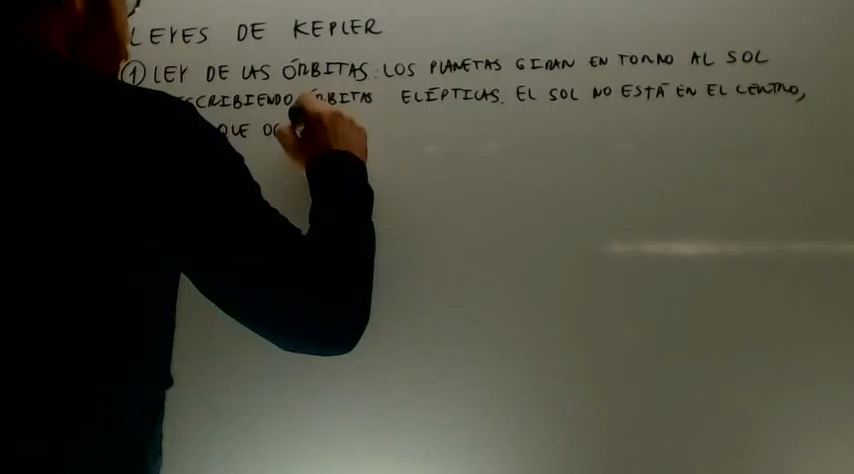 LEYES DE KEPLER
① LEY DE LAS ÓRBITAS: LOS PLANETAS GIRAN EN TORNO AL SOL
ÓRBITAS ELÍPTICAS. EL SOL NO ESTÁ EN EL CENTRO,
QUE